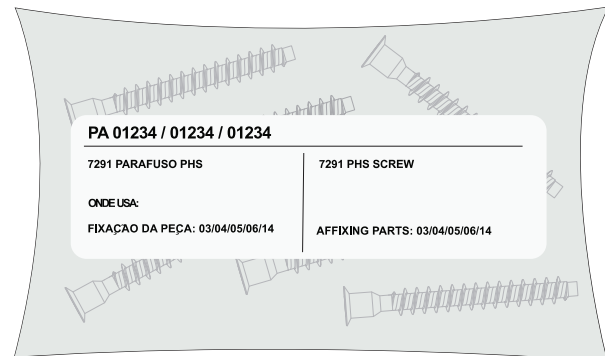 PA 01234 / 01234 / 01234
7291 PARAFUSO PHS
ONDE USA:
FIXAÇÃO DA PEÇA: 03/04/05/06/14
7291 PHS SCREW
AFFIXING PARTS: 03/04/05/06/14